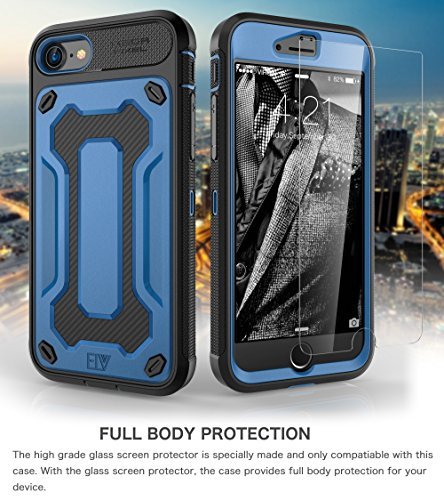 4:21
FULL BODY PROTECTION
The high grade glass screen protector is specially made and only compatiable with this
case. With the glass screen protector, the case provides full body protection for your
device.